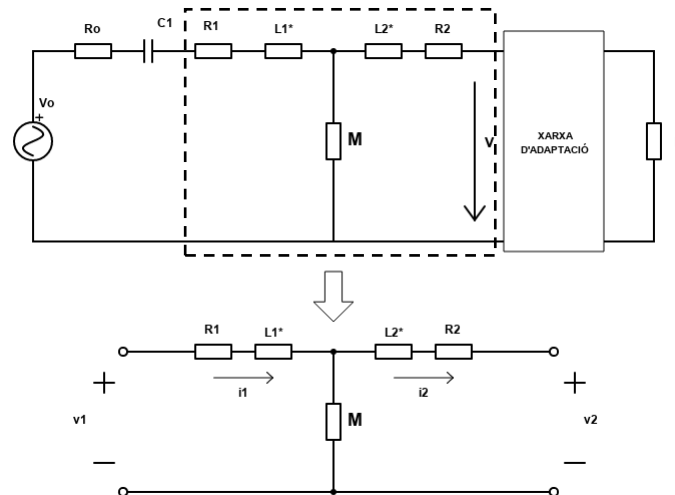 Ro
C1
R1
L1*
L2*
R2
Vo
+
M
V
XARXA
D'ADAPTACIÓ
R1
L1*
L2*
R2
+
i1
i2
+
v1
M
v2
—
—